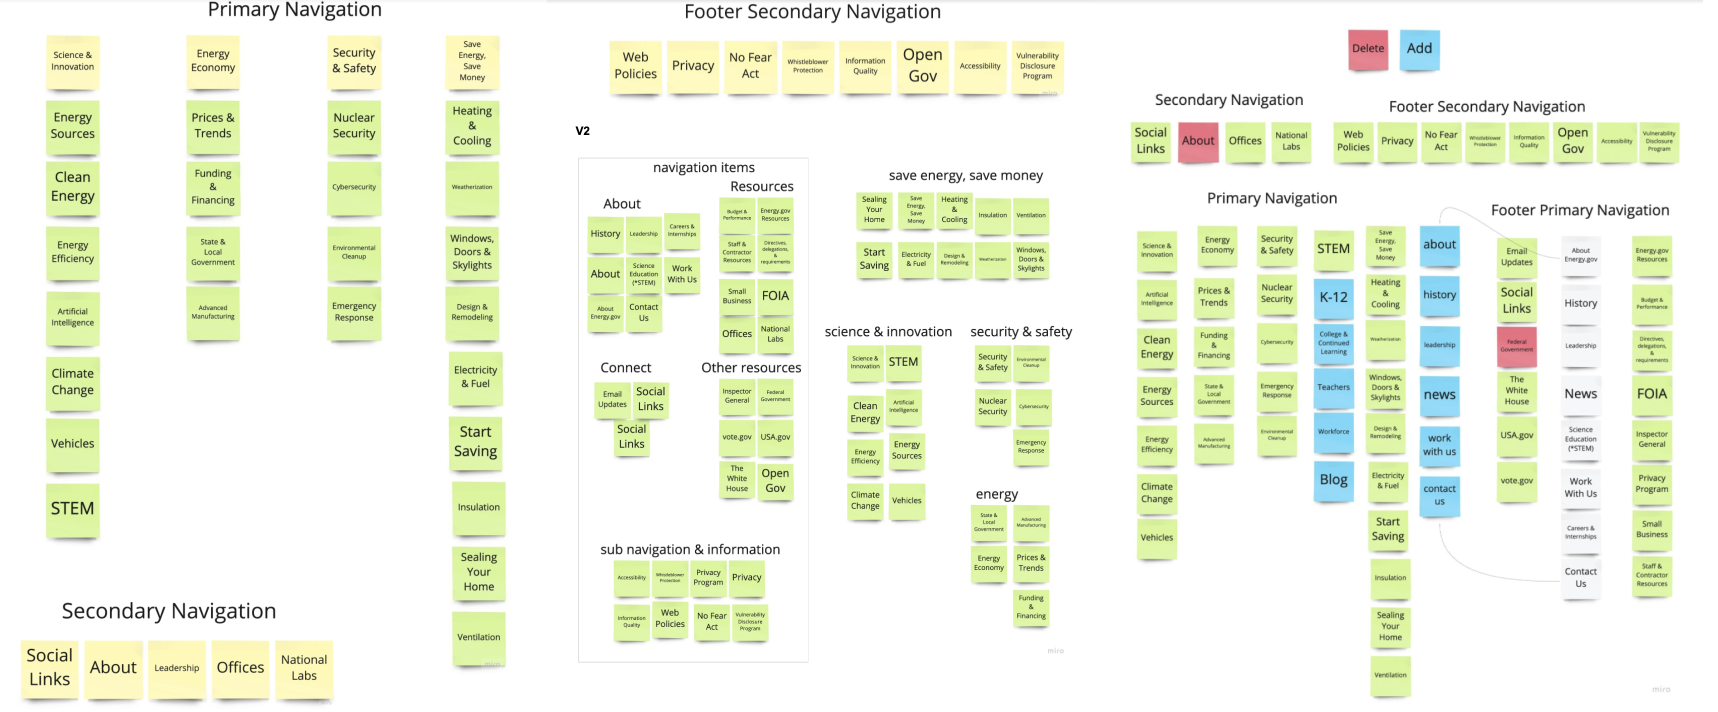 Primary Navigation
Science &
Innovation
Energy
Sources
Clean
Energy
Energy
Efficiency
Artificial
Intelligence
Climate
Change
Vehicles
STEM
Energy
Economy
Prices &
Trends
Funding
&
Financing
State &
Local
Government
Advanced
Manufacturing
Security
& Safety
Nuclear
Security
Cybersecurity
Environmental
Cleanup
Emergency
Response
Save
Energy,
Save
Money
Heating
&
Cooling
Weatherization
Windows,
Doors &
Skylights
Design &
Remodeling
Electricity
& Fuel
Start
Saving
Insulation
Sealing
Your
Home
Ventilation
miro
Secondary Navigation
Social
Links
About
Leadership
Offices
National
Labs
Footer Secondary Navigation
Web
Policies
Privacy
No Fear
Act
Whistleblower
Protection
Information
Quality
Open
Gov
Accessibility
Vulnerability
Disclosure
Program
miro
V2
navigation items
About
History
Leadership
Careers &
Internships
About
Science
Education
(*STEM)
Work
With Us
About
Energy.gov
Contact
Us
Resources
Budget &
Performance
Energy.gov
Resources
Staff &
Contractor
Resources
Directives,
delegations,
&
requirements
Small
Business
FOIA
Offices
National
Labs
Connect
Email
Updates
Social
Links
Social
Links
Other resources
Inspector
General
Federal
Government
vote.gov
USA.gov
The
White
House
Open
Gov
sub navigation & information
Accessibility
Whistleblower
Protection
Privacy
Program
Privacy
Information
Quality
Web
Policies
No Fear
Act
Vulnerability
Disclosure
Program
save energy, save money
Sealing
Your
Home
Save
Energy,
Save
Money
Heating
&
Cooling
Insulation
Ventilation
Start
Saving
Electricity
& Fuel
Design &
Remodeling
Weatherization
Windows,
Doors &
Skylights
science & innovation
Science &
Innovation
STEM
Clean
Energy
Artificial
Intelligence
Energy
Efficiency
Energy
Sources
Climate
Change
Vehicles
security & safety
Security
& Safety
Environmental
Cleanup
Nuclear
Security
Cybersecurity
Emergency
Response
energy
State &
Local
Government
Advanced
Manufacturing
Energy
Economy
Prices &
Trends
Funding
&
Financing
miro
Delete
Add
Secondary Navigation
Social
Links
About
Offices
National
Labs
Footer Secondary Navigation
Web
Policies
Privacy
No Fear
Act
Whistleblower
Protection
Information
Quality
Open
Gov
Accessibility
Vulnerability
Disclosure
Program
Primary Navigation
Science &
Innovation
Artificial
Intelligence
Clean
Energy
Energy
Sources
Energy
Efficiency
Climate
Change
Vehicles
Energy
Economy
Prices &
Trends
Funding
&
Financing
State &
Local
Government
Advanced
Manufacturing
Security
& Safety
Nuclear
Security
Cybersecurity
Emergency
Response
Environmental
Cleanup
STEM
K-12
College &
Continued
Learning
Teachers
Workforce
Blog
Save
Energy,
Save
Money
Heating
&
Cooling
Weatherization
Windows,
Doors &
Skylights
Design &
Remodeling
Electricity
& Fuel
Start
Saving
Insulation
Sealing
Your
Home
Ventilation
about
history
leadership
news
work
with us
contact
us
Footer Primary Navigation
Email
Updates
Social
Links
Federal
Government
The
White
House
USA.gov
vote.gov
About
Energy.gov
History
Leadership
News
Science
Education
(*STEM)
Work
With Us
Careers &
Internships
Contact
Us
Energy.gov
Resources
Budget &
Performance
Directives,
delegations,
&
requirements
FOIA
Inspector
General
Privacy
Program
Small
Business
Staff &
Contractor
Resources
miro